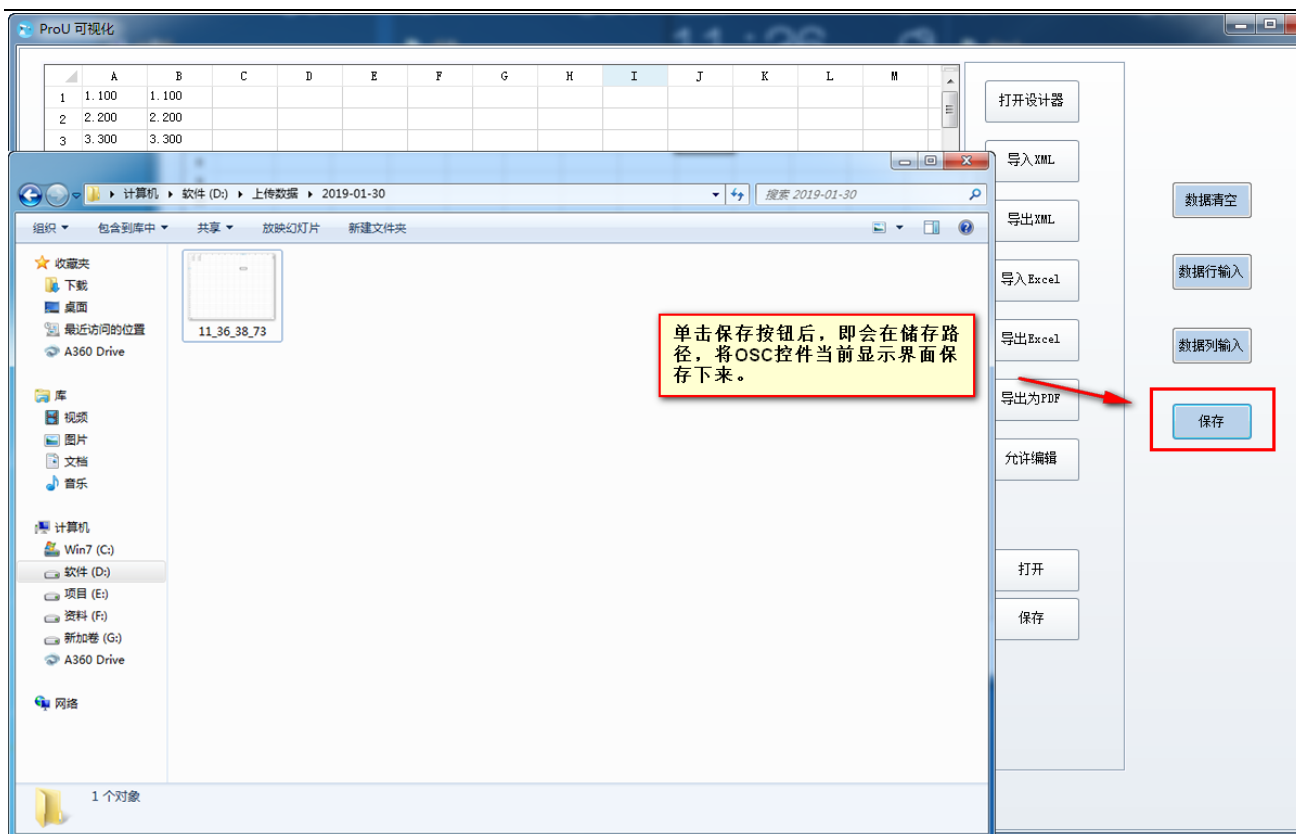 ProU 可视化
A B C D E F G H I J K L M
1 1.100 1.100
2 2.200 2.200
3 3.300 3.300
打开设计器
导入XML
导出XML
导入Excel
导出Excel
导出为PDF
允许编辑
打开
保存
数据清空
数据行输入
数据列输入
保存
计算机 软件 (D:) 上传数据 2019-01-30
搜索 2019-01-30
组织 包含到库中 共享 放映幻灯片 新建文件夹
收藏夹
下载
桌面
最近访问的位置
A360 Drive
库
视频
图片
文档
音乐
计算机
Win7 (C:)
软件 (D:)
项目 (E:)
资料 (F:)
新加卷 (G:)
A360 Drive
网络
11_36_38_73
单击保存按钮后，即会在储存路
径，将OSC控件当前显示界面保
存下来。
1 个对象